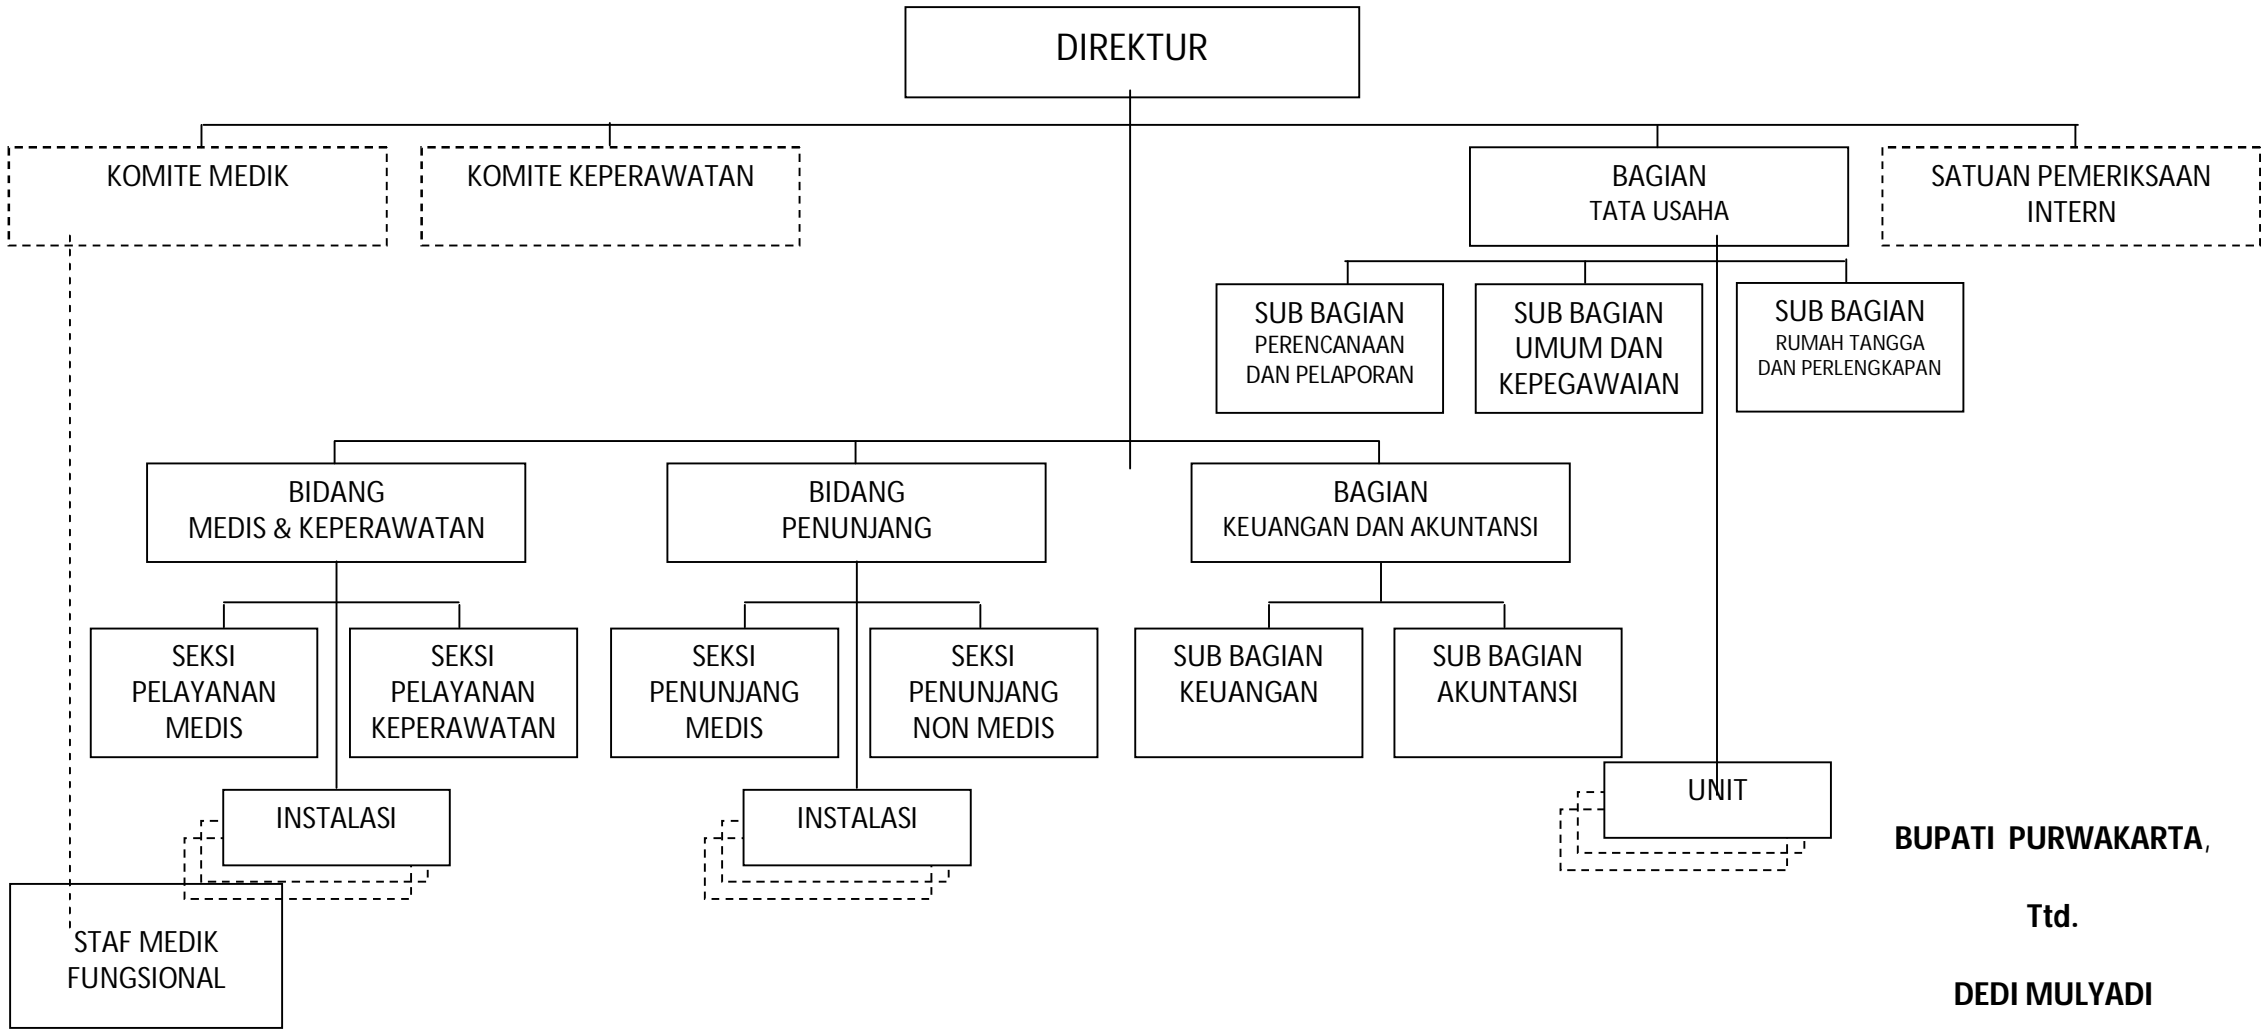 DIREKTUR
KOMITE MEDIK
KOMITE KEPERAWATAN
BAGIAN
TATA USAHA
SATUAN PEMERIKSAAN
INTERN
SUB BAGIAN
PERENCANAAN
DAN PELAPORAN
SUB BAGIAN
UMUM DAN
KEPEGAWAIAN
SUB BAGIAN
RUMAH TANGGA
DAN PERLENGKAPAN
BIDANG
MEDIS & KEPERAWATAN
BIDANG
PENUNJANG
BAGIAN
KEUANGAN DAN AKUNTANSI
SEKSI
PELAYANAN
MEDIS
SEKSI
PELAYANAN
KEPERAWATAN
SEKSI
PENUNJANG
MEDIS
SEKSI
PENUNJANG
NON MEDIS
SUB BAGIAN
KEUANGAN
SUB BAGIAN
AKUNTANSI
INSTALASI
INSTALASI
UNIT
STAF MEDIK
FUNGSIONAL
BUPATI PURWAKARTA,
Ttd.
DEDI MULYADI